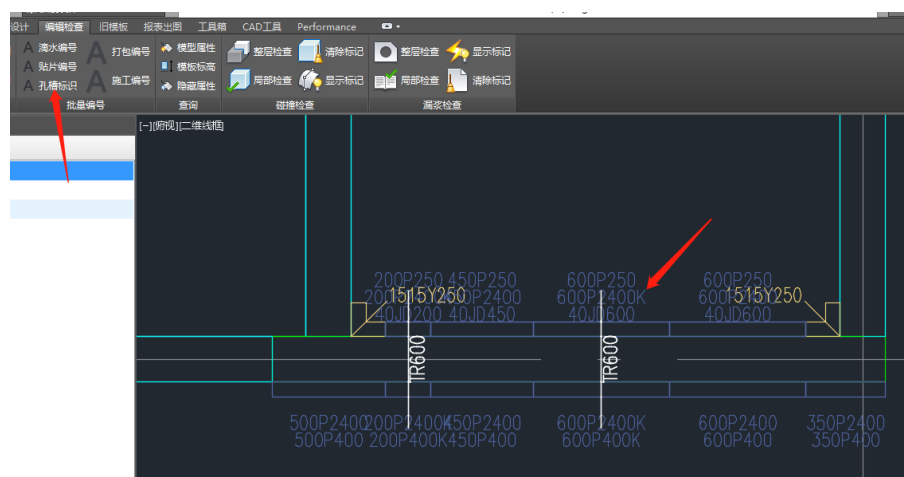 设计 编辑检查 旧模板 报表出图 工具箱 CAD工具 Performance
A 滴水编号 A 打包编号 模型属性 整层检查 清除标记 整层检查 显示标记
A 贴片编号 模板标高
A 孔槽标识 A 施工编号 隐蔽属性 局部检查 显示标记 局部检查 清除标记
批量编号 查询 碰撞检查 漏浆检查
[-][俯视][二维线框]
200P250 450P250 600P250 600P250
1515Y250 P2400 600P2400K 1515Y250
40JD200 40JD450 40JD600 40JD600
TR600 TR600
500P2400 200P2400K 450P2400 600P2400K 600P2400 350P2400
500P400 200P400K 450P400 600P400K 600P400 350P400